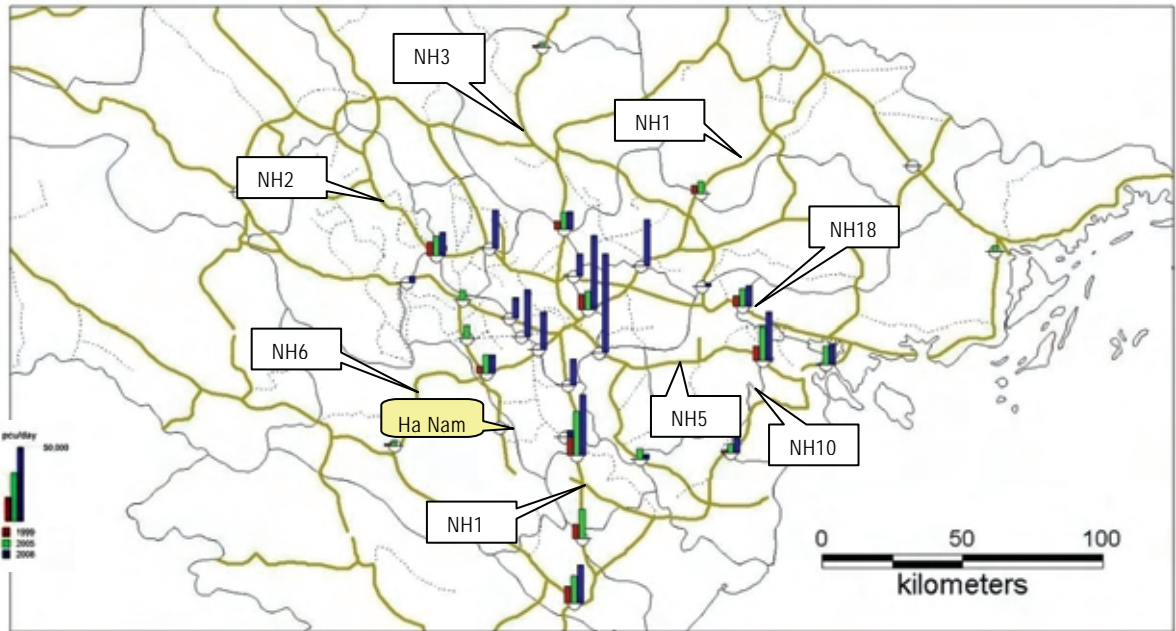 NH3
NH1
NH2
NH18
NH6
Ha Nam
NH5
NH10
NH1
pcu/day
50,000
1999
2005
2008
0 50 100
kilometers